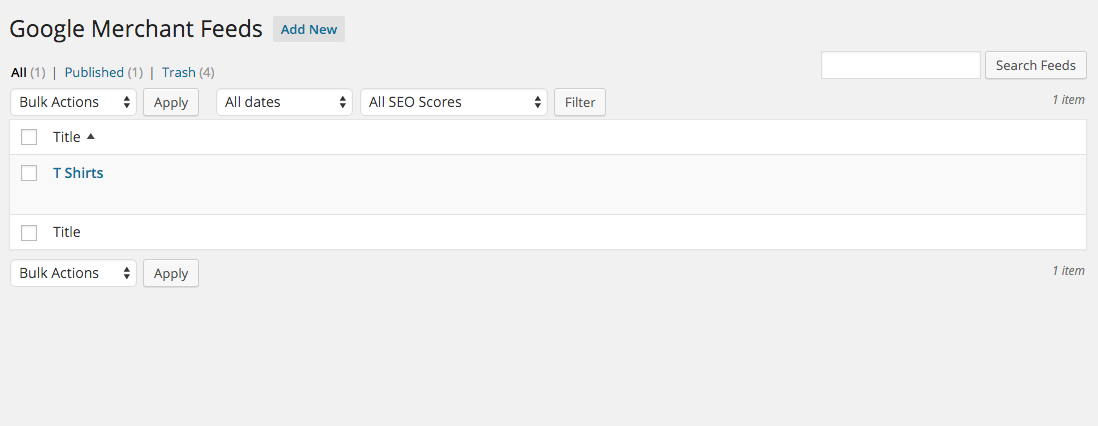 Google Merchant Feeds Add New
All (1) | Published (1) | Trash (4)
Search Feeds
Bulk Actions Apply All dates All SEO Scores Filter 1 item
Title
T Shirts
Title
Bulk Actions Apply 1 item